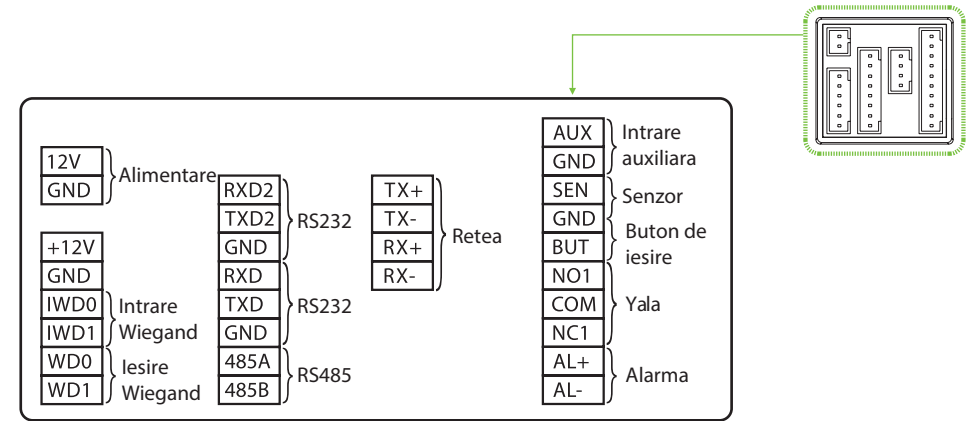 12V
GND
Alimentare
+12V
GND
IWD0
IWD1
Intrare
Wiegand
WD0
WD1
Iesire
Wiegand
RXD2
TXD2
GND
RS232
RXD
TXD
GND
RS232
485A
485B
RS485
TX+
TX-
RX+
RX-
Retea
AUX
GND
Intrare
auxiliara
SEN
GND
Senzor
BUT
Buton de
iesire
NO1
COM
NC1
Yala
AL+
AL-
Alarma